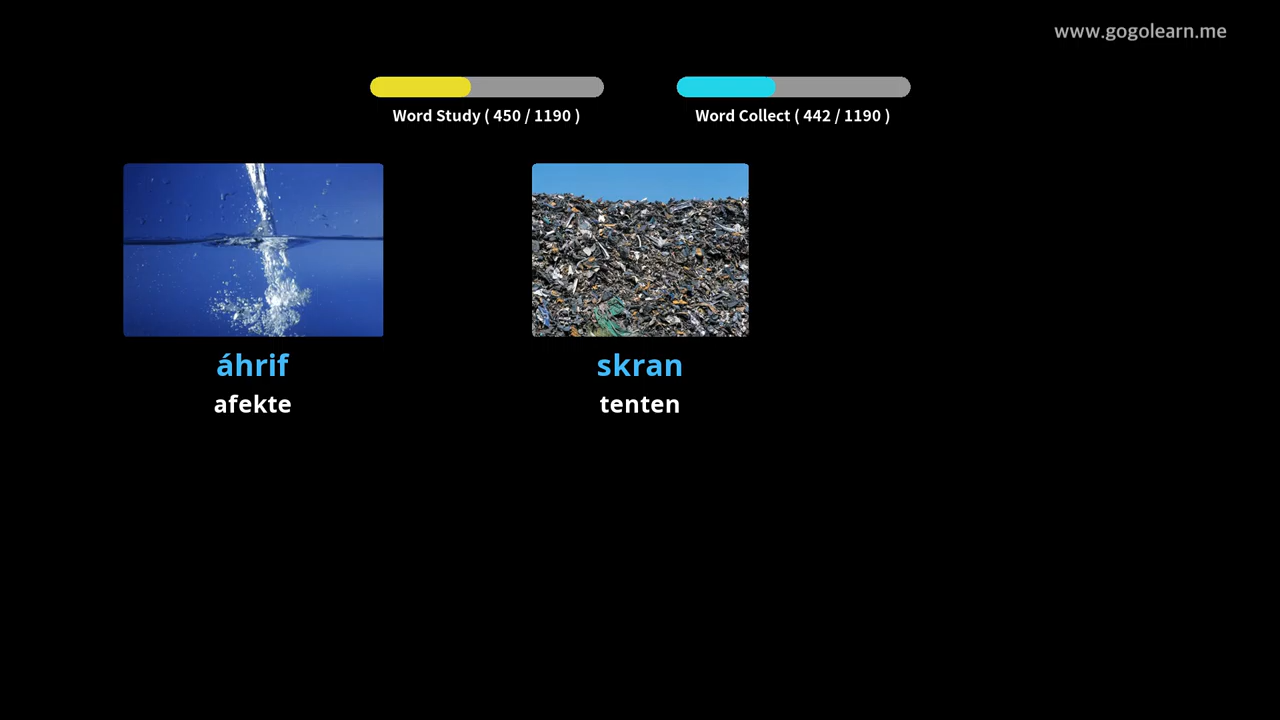 www.gogolearn.me
Word Study ( 450 / 1190 )
Word Collect ( 442 / 1190 )
áhrif
afekte
skran
tenten